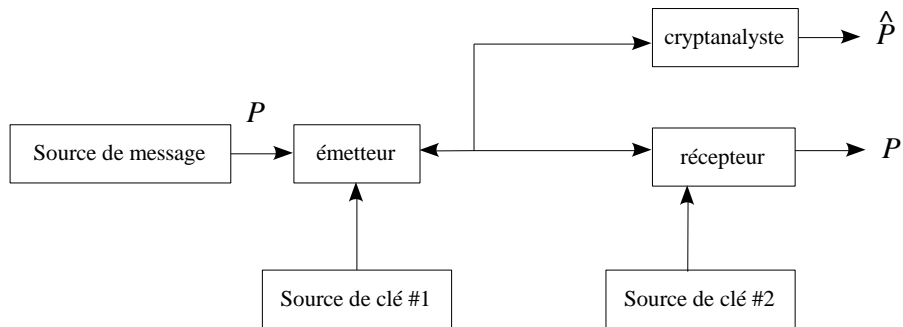 cryptanalyste
P̂
P
Source de message
émetteur
récepteur
P
Source de clé #1
Source de clé #2